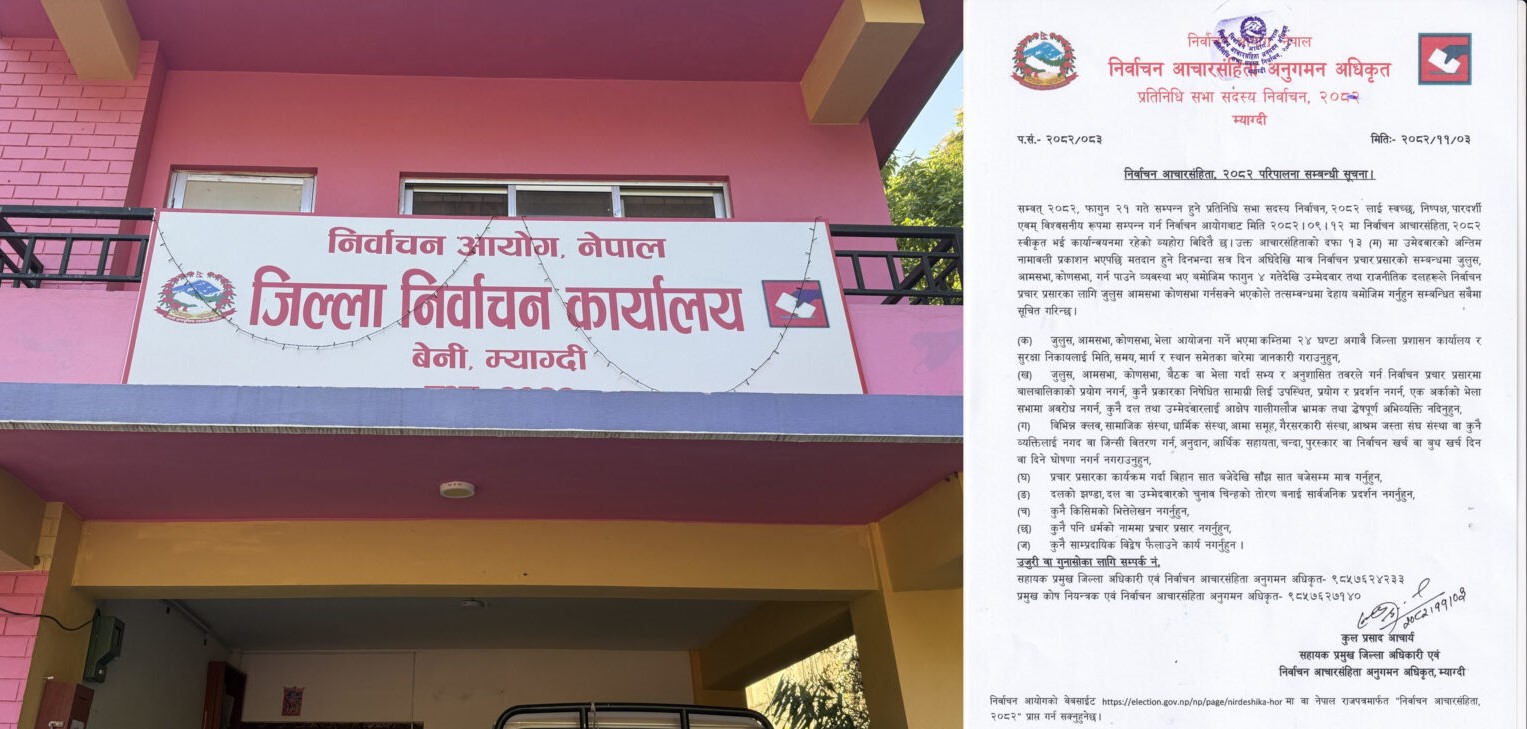 निर्वाचन आयोग, नेपाल
जिल्ला निर्वाचन कार्यालय
बेनी, म्याग्दी
निर्वाचन आयोग नेपाल
निर्वाचन आचारसंहिता अनुगमन अधिकृत
प्रतिनिधि सभा सदस्य निर्वाचन, २०८२
म्याग्दी
प.सं.- २०८२/०८३
मितिः- २०८२/११/०३
निर्वाचन आचारसंहिता, २०८२ परिपालना सम्बन्धी सूचना।
सम्वत् २०८२, फागुन २१ गते सम्पन्न हुने प्रतिनिधि सभा सदस्य निर्वाचन, २०८२ लाई स्वच्छ, निष्पक्ष, पारदर्शी
एवम् विश्वसनीय रूपमा सम्पन्न गर्न निर्वाचन आयोगबाट मिति २०८२।०९।१२ मा निर्वाचन आचारसंहिता, २०८२
स्वीकृत भई कार्यान्वयनमा रहेको व्यहोरा बिदितै छ। उक्त आचारसंहिताको दफा १३ (म) मा उमेदवारको अन्तिम
नामावली प्रकाशन भएपछि मतदान हुने दिनभन्दा सत्र दिन अघिदेखि मात्र निर्वाचन प्रचार प्रसारको सम्बन्धमा जुलुस,
आमसभा, कोणसभा, गर्न पाउने व्यवस्था भए बमोजिम फागुन ४ गतेदेखि उम्मेदवार तथा राजनीतिक दलहरूले निर्वाचन
प्रचार प्रसारका लागि जुलुस आमसभा कोणसभा गर्नसक्ने भएकोले तत्सम्बन्धमा देहाय बमोजिम गर्नुहुन सम्बन्धित सबैमा
सूचित गरिन्छ।
(क) जुलुस, आमसभा, कोणसभा, भेला आयोजना गर्ने भएमा कम्तिमा २४ घण्टा अगावै जिल्ला प्रशासन कार्यालय र
सुरक्षा निकायलाई मिति, समय, मार्ग र स्थान समेतका बारेमा जानकारी गराउनुहुन,
(ख) जुलुस, आमसभा, कोणसभा, बैठक वा भेला गर्दा सभ्य र अनुशासित तवरले गर्न निर्वाचन प्रचार प्रसारमा
बालबालिकाको प्रयोग नगर्न, कुनै प्रकारका निषेधित सामाग्री लिई उपस्थित, प्रयोग र प्रदर्शन नगर्न, एक अर्काको भेला
सभामा अवरोध नगर्न, कुनै दल तथा उम्मेदवारलाई आक्षेप गालीगलौज भ्रामक तथा द्धेषपूर्ण अभिव्यक्ति नदिनुहुन,
(ग) विभिन्न क्लव, सामाजिक संस्था, धार्मिक संस्था, आमा समूह, गैरसरकारी संस्था, आश्रम जस्ता संघ संस्था वा कुनै
व्यक्तिलाई नगद वा जिन्सी वितरण गर्न, अनुदान, आर्थिक सहायता, चन्दा, पुरस्कार वा निर्वाचन खर्च वा बुथ खर्च दिन
वा दिने घोषणा नगर्न नगराउनुहुन,
(घ) प्रचार प्रसारका कार्यक्रम गर्दा बिहान सात बजेदेखि साँझ सात बजेसम्म मात्र गर्नुहुन,
(ङ) दलको झण्डा, दल वा उम्मेदवारको चुनाव चिन्हको तोरण बनाई सार्वजनिक प्रदर्शन नगर्नुहुन,
(च) कुनै किसिमको भित्तेलेखन नगर्नुहुन,
(छ) कुनै पनि धर्मको नाममा प्रचार प्रसार नगर्नुहुन,
(ज) कुनै साम्प्रदायिक बिद्वेष फैलाउने कार्य नगर्नुहुन ।
उजुरी वा गुनासोका लागि सम्पर्क नं.
सहायक प्रमुख जिल्ला अधिकारी एवं निर्वाचन आचारसंहिता अनुगमन अधिकृत- ९८५७६२४२३३
प्रमुख कोष नियन्त्रक एवं निर्वाचन आचारसंहिता अनुगमन अधिकृत- ९८५७६२७१४०
२०८२।११।०३
कुल प्रसाद आचार्य
सहायक प्रमुख जिल्ला अधिकारी एवं
निर्वाचन आचारसंहिता अनुगमन अधिकृत, म्याग्दी
निर्वाचन आयोगको वेबसाईट https://election.gov.np/np/page/nirdeshika-hor मा वा नेपाल राजपत्रमार्फत "निर्वाचन आचारसंहिता,
२०८२" प्राप्त गर्न सक्नुहुनेछ।